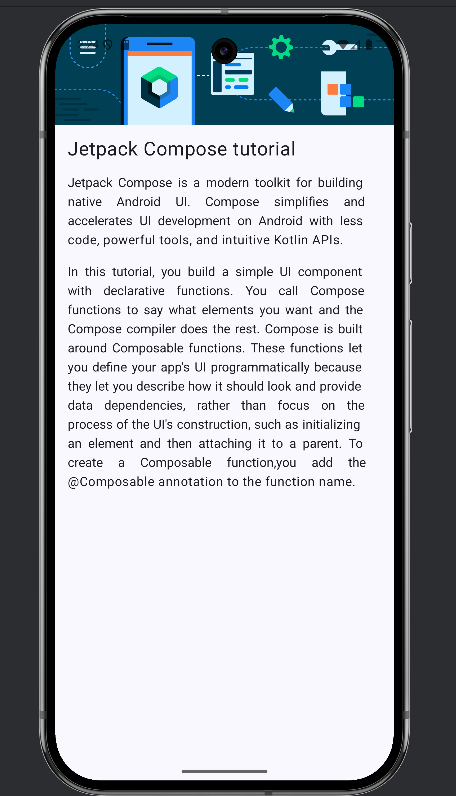 Jetpack Compose tutorial
Jetpack Compose is a modern toolkit for building
native Android UI. Compose simplifies and
accelerates UI development on Android with less
code, powerful tools, and intuitive Kotlin APIs.
In this tutorial, you build a simple UI component
with declarative functions. You call Compose
functions to say what elements you want and the
Compose compiler does the rest. Compose is built
around Composable functions. These functions let
you define your app's UI programmatically because
they let you describe how it should look and provide
data dependencies, rather than focus on the
process of the UI's construction, such as initializing
an element and then attaching it to a parent. To
create a Composable function,you add the
@Composable annotation to the function name.